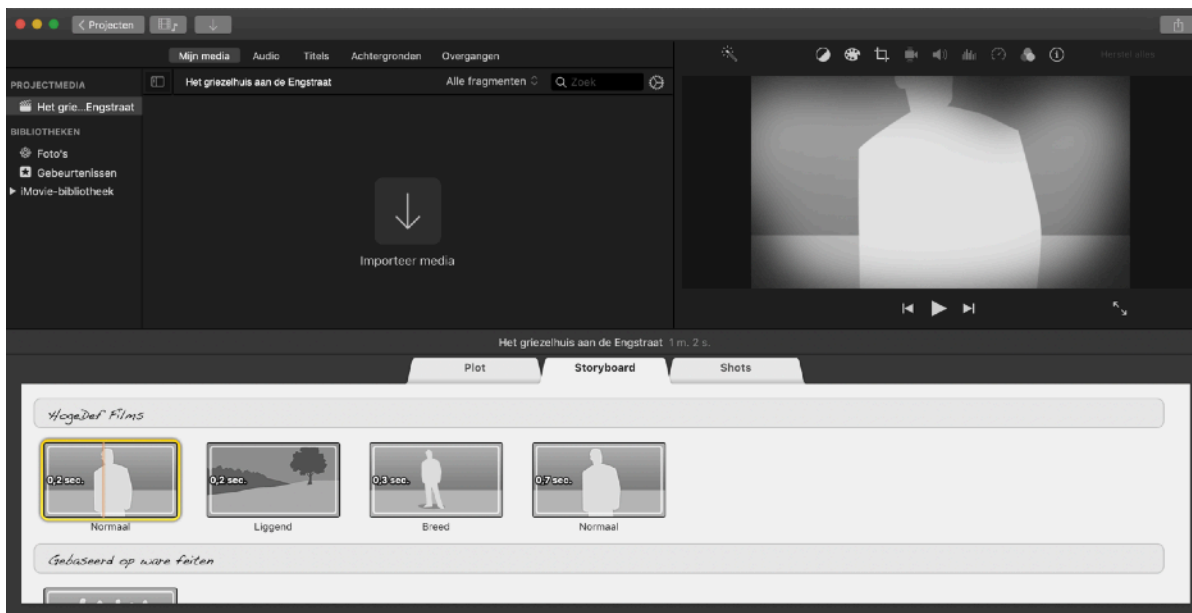 Projecten
Mijn media Audio Titels Achtergronden Overgangen
Herstel alles
PROJECTMEDIA
Het griezelhuis aan de Engstraat Alle fragmenten Zoek
Het grie...Engstraat
BIBLIOTHEKEN
Foto's
Gebeurtenissen
iMovie-bibliotheek
Importeer media
Het griezelhuis aan de Engstraat 1 m. 2 s.
Plot Storyboard Shots
HogeDef Films
0,2 sec. 0,2 sec. 0,3 sec. 0,7 sec.
Normaal Liggend Breed Normaal
Gebaseerd op ware feiten